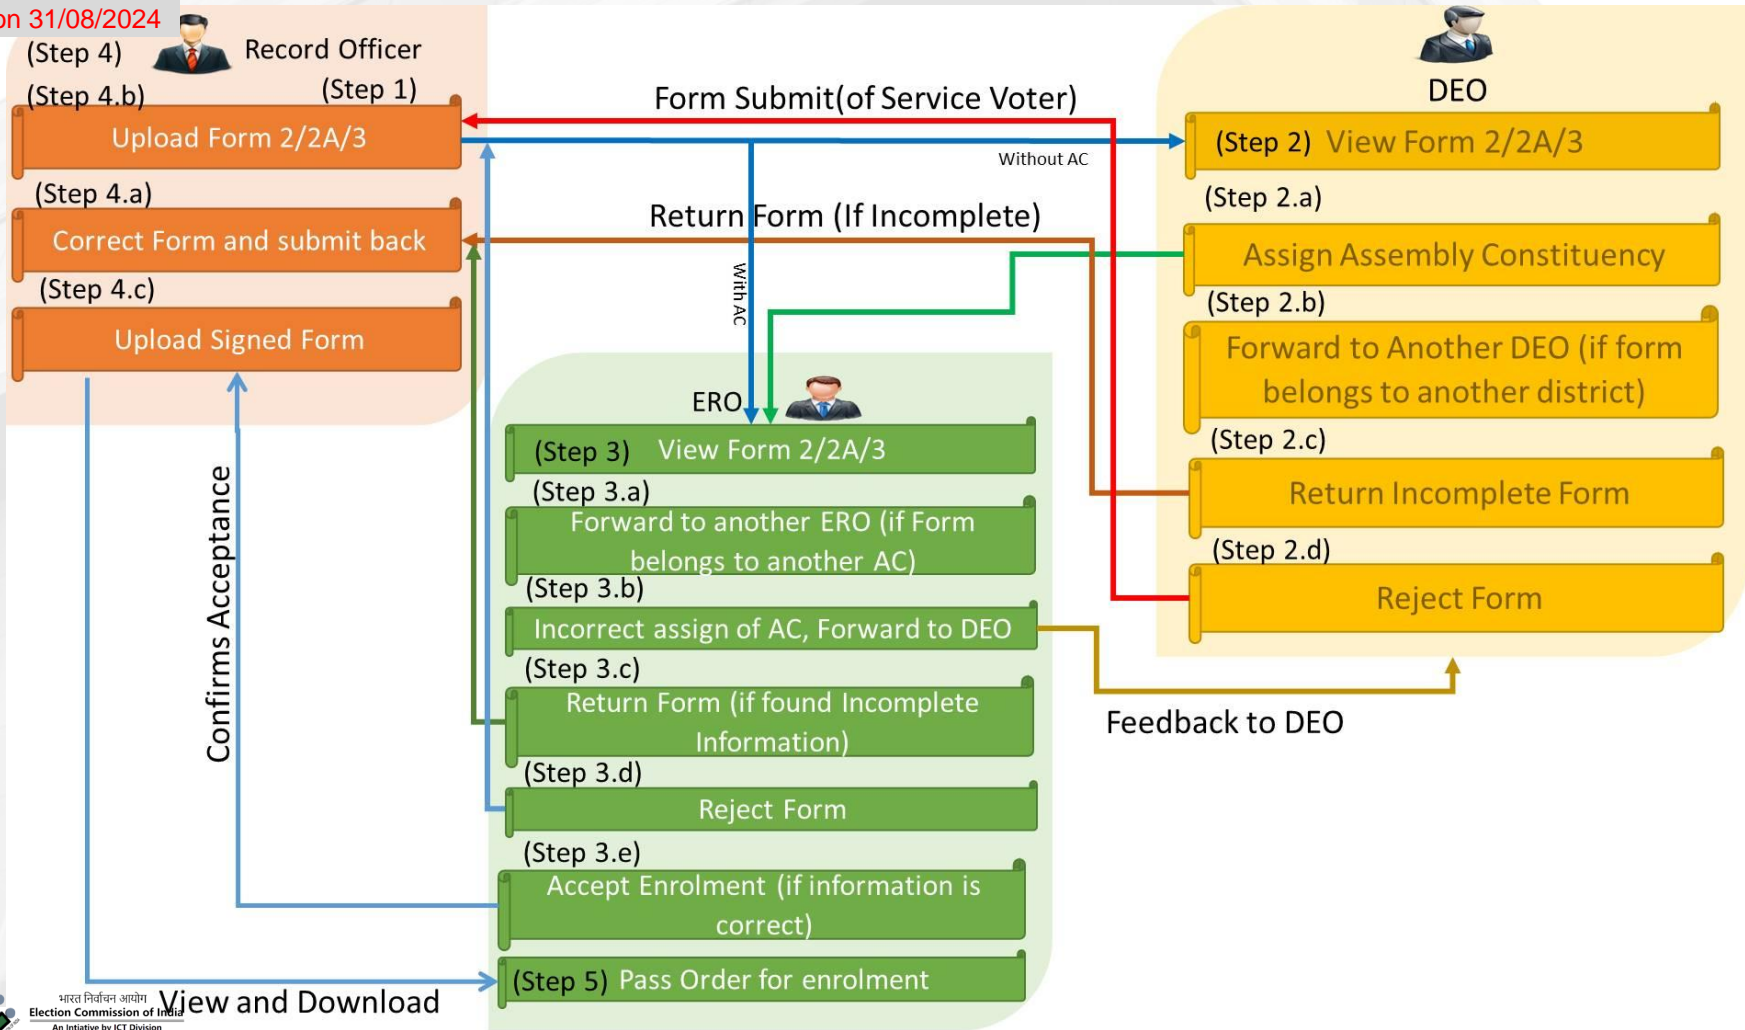 on 31/08/2024
(Step 4)
Record Officer
(Step 4.b)
(Step 1)
Upload Form 2/2A/3
(Step 4.a)
Correct Form and submit back
(Step 4.c)
Upload Signed Form
Form Submit(of Service Voter)
Without AC
Return Form (If Incomplete)
With AC
DEO
(Step 2) View Form 2/2A/3
(Step 2.a)
Assign Assembly Constituency
(Step 2.b)
Forward to Another DEO (if form
belongs to another district)
(Step 2.c)
Return Incomplete Form
(Step 2.d)
Reject Form
ERO
(Step 3) View Form 2/2A/3
(Step 3.a)
Forward to another ERO (if Form
belongs to another AC)
(Step 3.b)
Incorrect assign of AC, Forward to DEO
(Step 3.c)
Return Form (if found Incomplete
Information)
(Step 3.d)
Reject Form
(Step 3.e)
Accept Enrolment (if information is
correct)
(Step 5) Pass Order for enrolment
Feedback to DEO
Confirms Acceptance
View and Download
भारत निर्वाचन आयोग
Election Commission of India
An Intiative by ICT Division